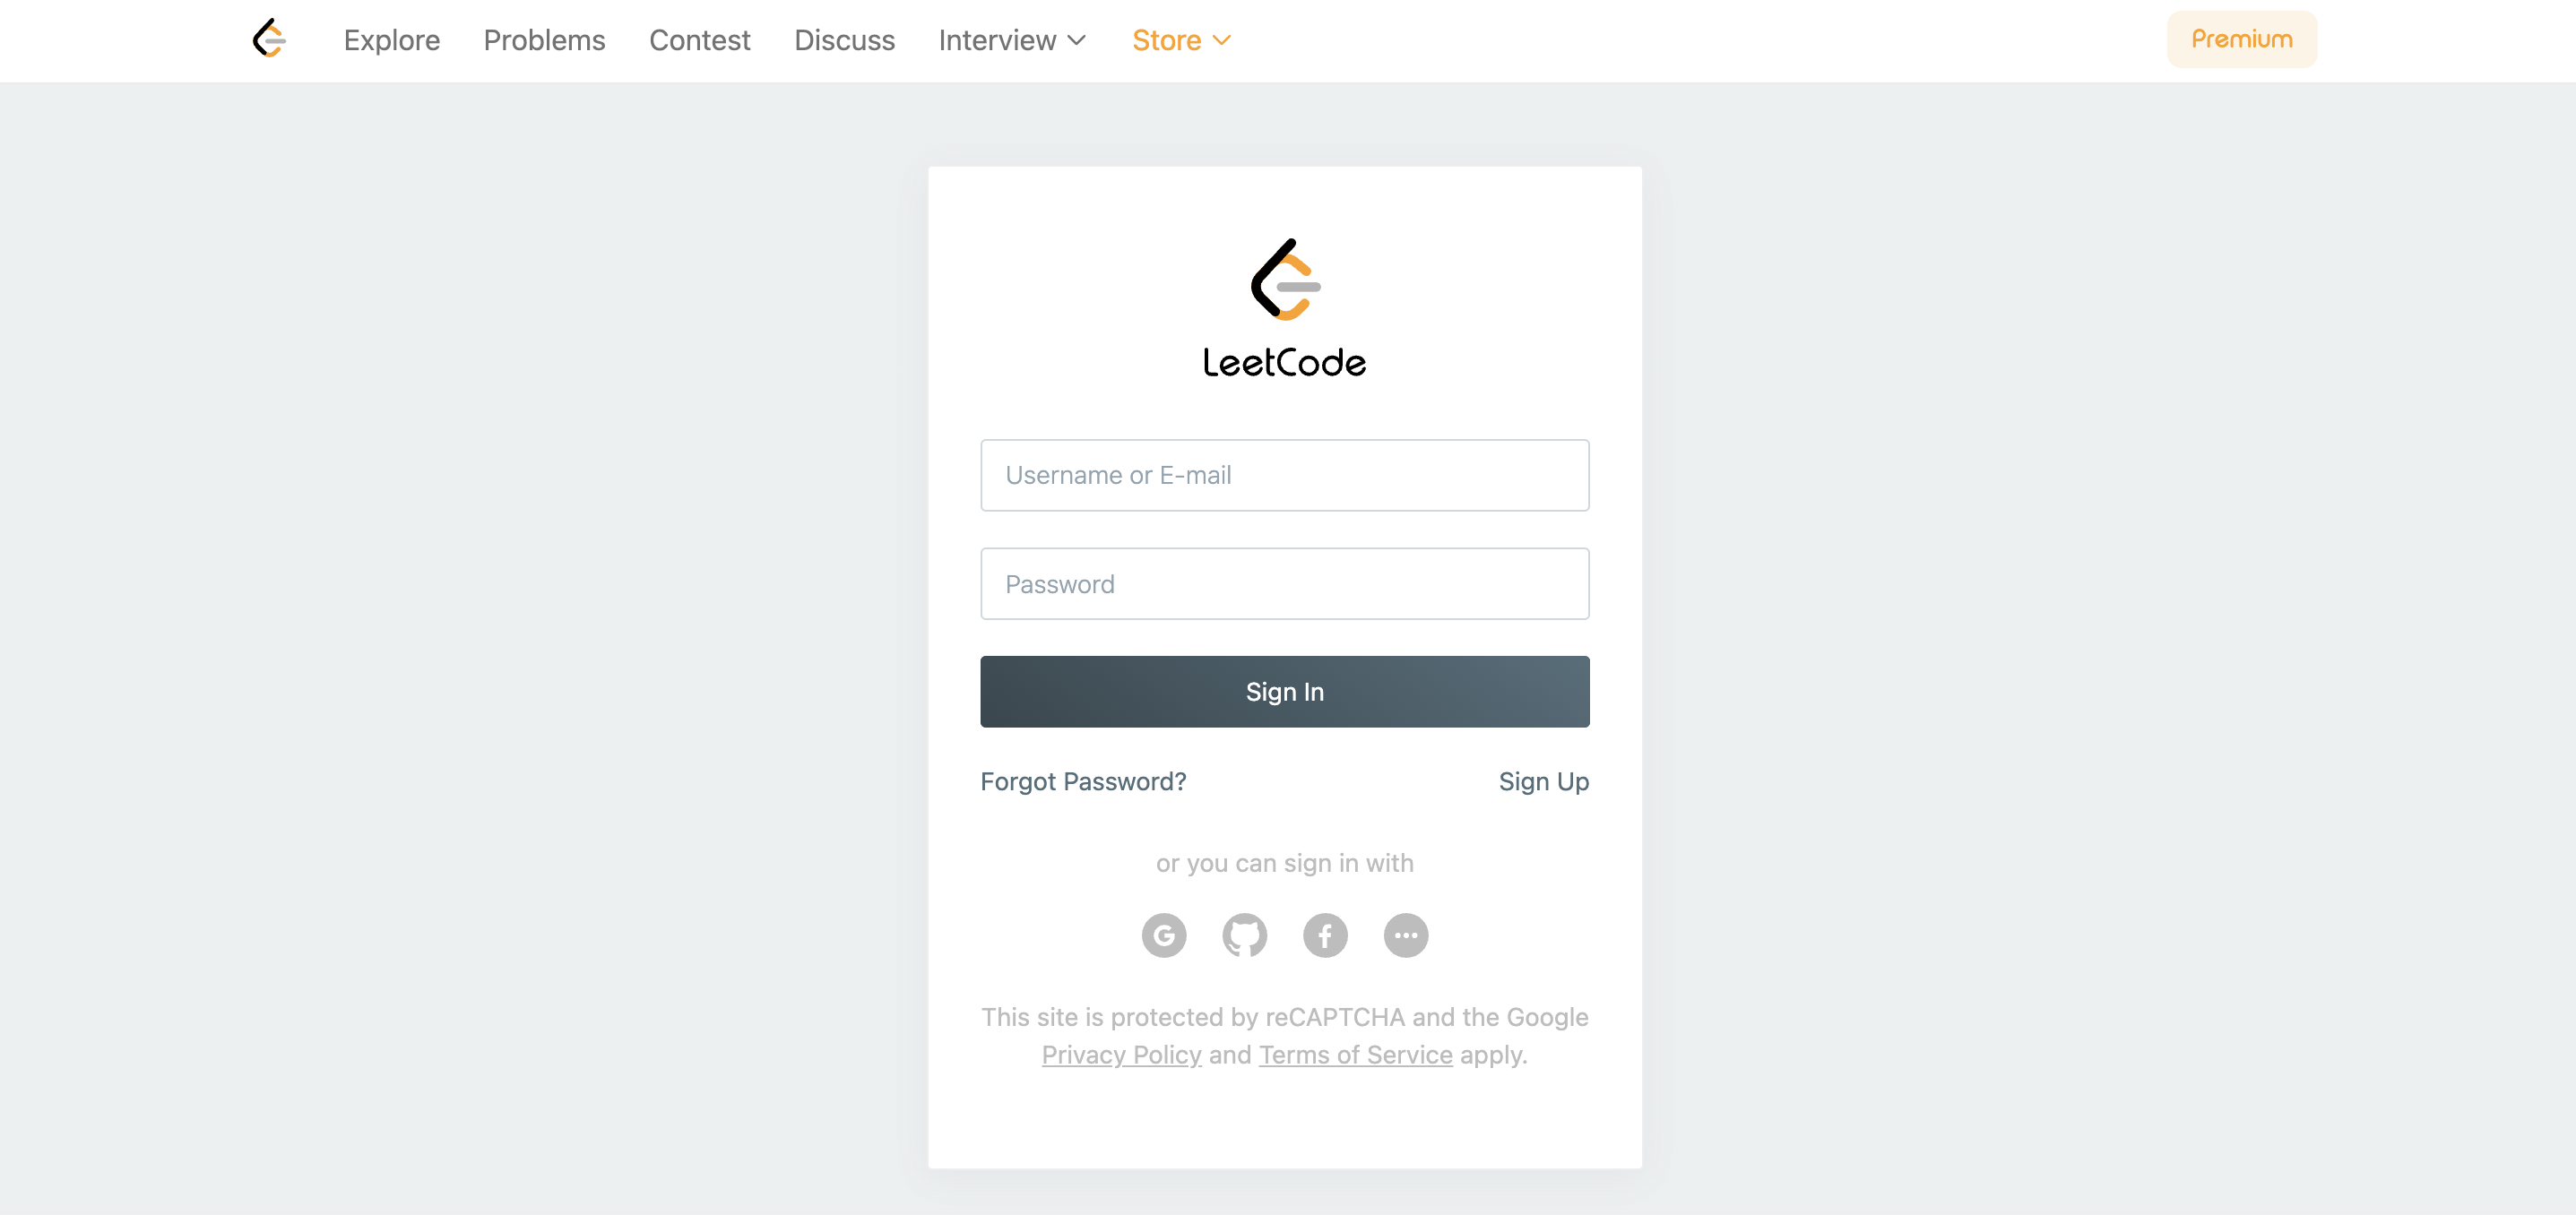 Explore Problems Contest Discuss Interview Store Premium
LeetCode
Username or E-mail
Password
Sign In
Forgot Password? Sign Up
or you can sign in with
This site is protected by reCAPTCHA and the Google
Privacy Policy and Terms of Service apply.